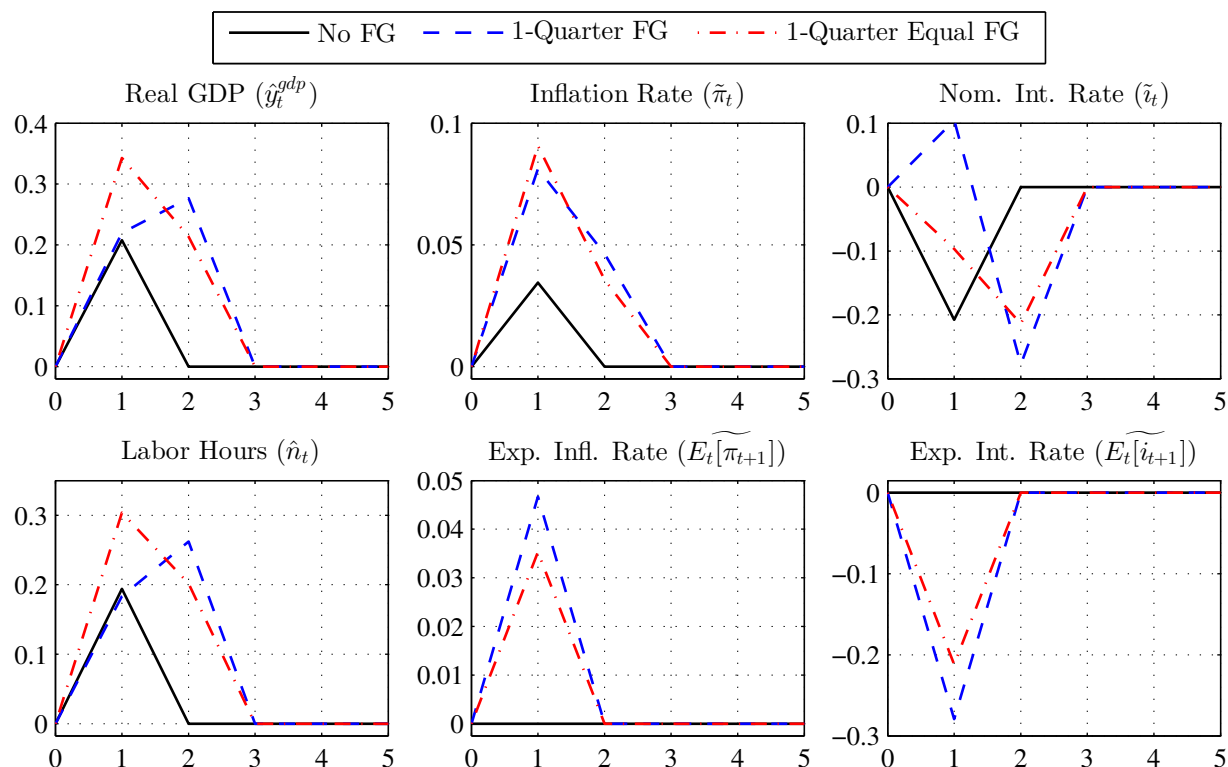 No FG 1-Quarter FG 1-Quarter Equal FG
Real GDP (ŷ_t^{gdp})
0.4
0.3
0.2
0.1
0
0 1 2 3 4 5
Inflation Rate (π̃_t)
0.1
0.05
0
0 1 2 3 4 5
Nom. Int. Rate (ĩ_t)
0.1
0
−0.1
−0.2
−0.3
0 1 2 3 4 5
Labor Hours (n̂_t)
0.3
0.2
0.1
0
0 1 2 3 4 5
Exp. Infl. Rate (E_t[π_{t+1}]~)
0.05
0.04
0.03
0.02
0.01
0
0 1 2 3 4 5
Exp. Int. Rate (E_t[i_{t+1}]~)
0
−0.1
−0.2
−0.3
0 1 2 3 4 5